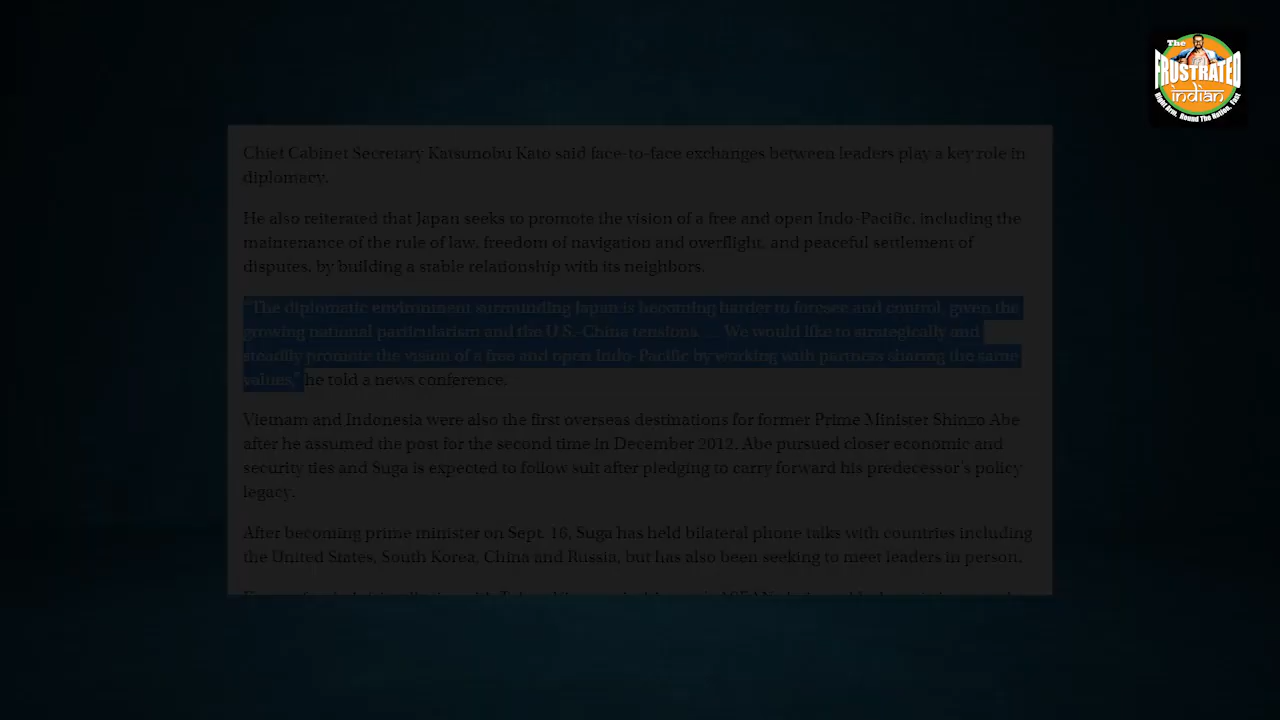 The
FRUSTRATED
indian
Right Arm. Round The Nation. Fast
Chief Cabinet Secretary Katsunobu Kato said face-to-face exchanges between leaders play a key role in
diplomacy.
He also reiterated that Japan seeks to promote the vision of a free and open Indo-Pacific, including the
maintenance of the rule of law, freedom of navigation and overflight, and peaceful settlement of
disputes, by building a stable relationship with its neighbors.
"The diplomatic environment surrounding Japan is becoming harder to foresee and control, given the
growing national particularism and the U.S.-China tensions. ... We would like to strategically and
steadily promote the vision of a free and open Indo-Pacific by working with partners sharing the same
values," he told a news conference.
Vietnam and Indonesia were also the first overseas destinations for former Prime Minister Shinzo Abe
after he assumed the post for the second time in December 2012. Abe pursued closer economic and
security ties and Suga is expected to follow suit after pledging to carry forward his predecessor's policy
legacy.
After becoming prime minister on Sept. 16, Suga has held bilateral phone talks with countries including
the United States, South Korea, China and Russia, but has also been seeking to meet leaders in person.